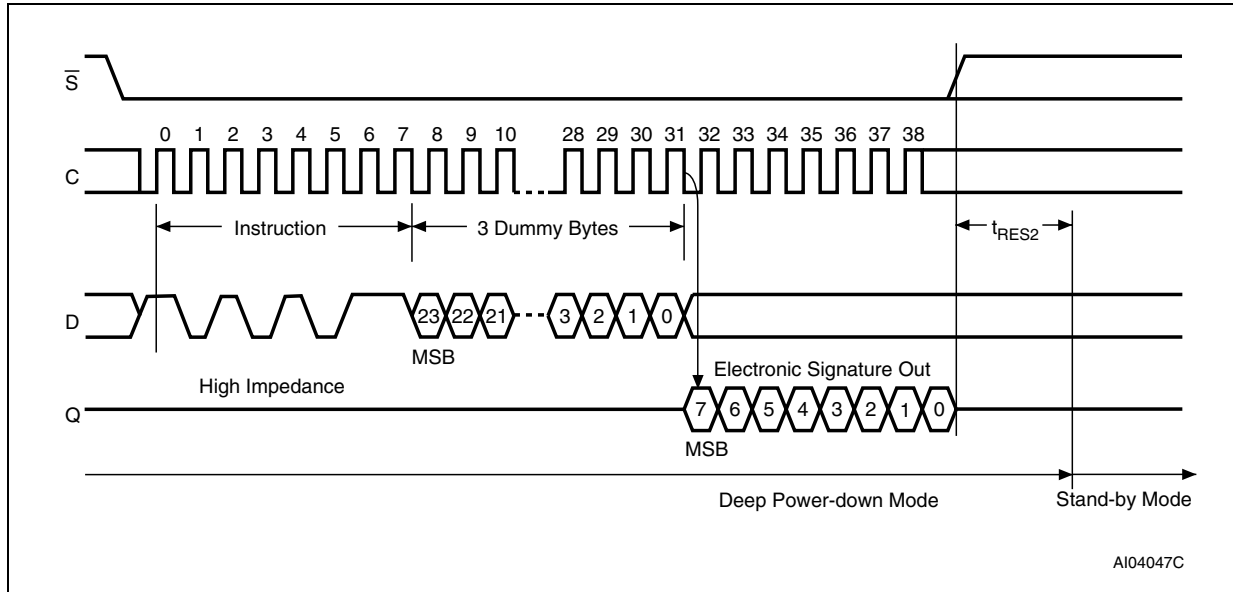 S
0 1 2 3 4 5 6 7 8 9 10 28 29 30 31 32 33 34 35 36 37 38
C
Instruction 3 Dummy Bytes tRES2
D 23 22 21 3 2 1 0
MSB
High Impedance Electronic Signature Out
Q 7 6 5 4 3 2 1 0
MSB
Deep Power-down Mode Stand-by Mode
AI04047C